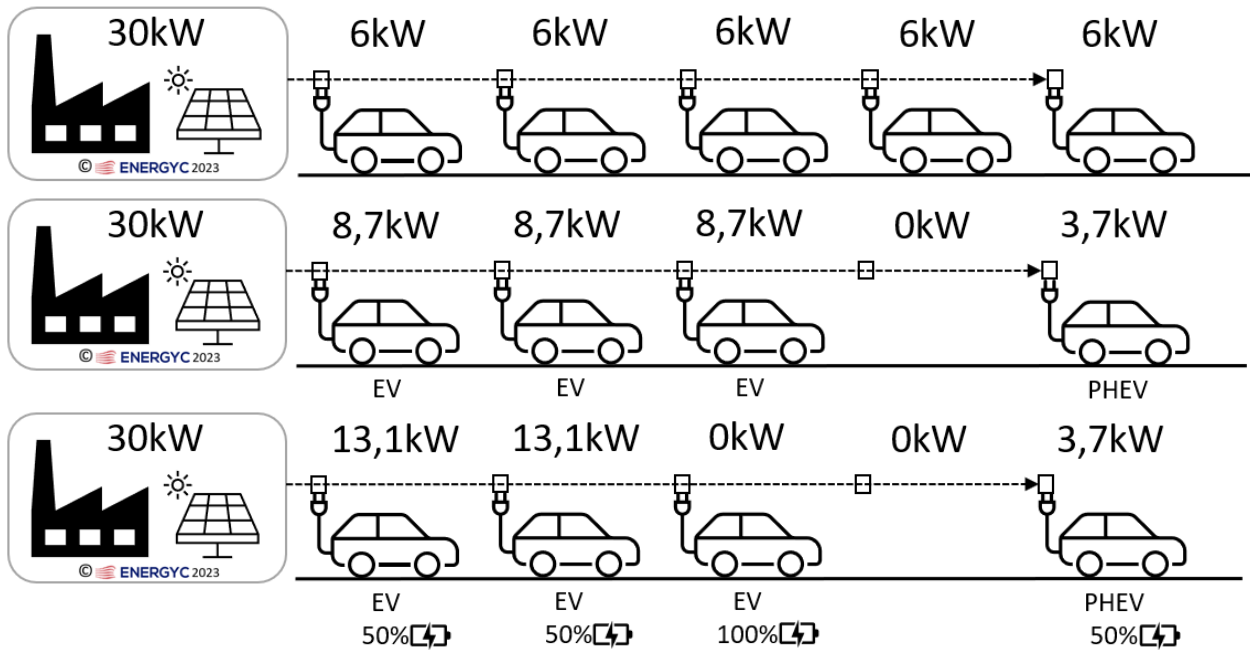 30kW 6kW 6kW 6kW 6kW 6kW
© ENERGYC 2023
30kW 8,7kW 8,7kW 8,7kW 0kW 3,7kW
© ENERGYC 2023
EV EV EV PHEV
30kW 13,1kW 13,1kW 0kW 0kW 3,7kW
© ENERGYC 2023
EV EV EV PHEV
50% 50% 100% 50%